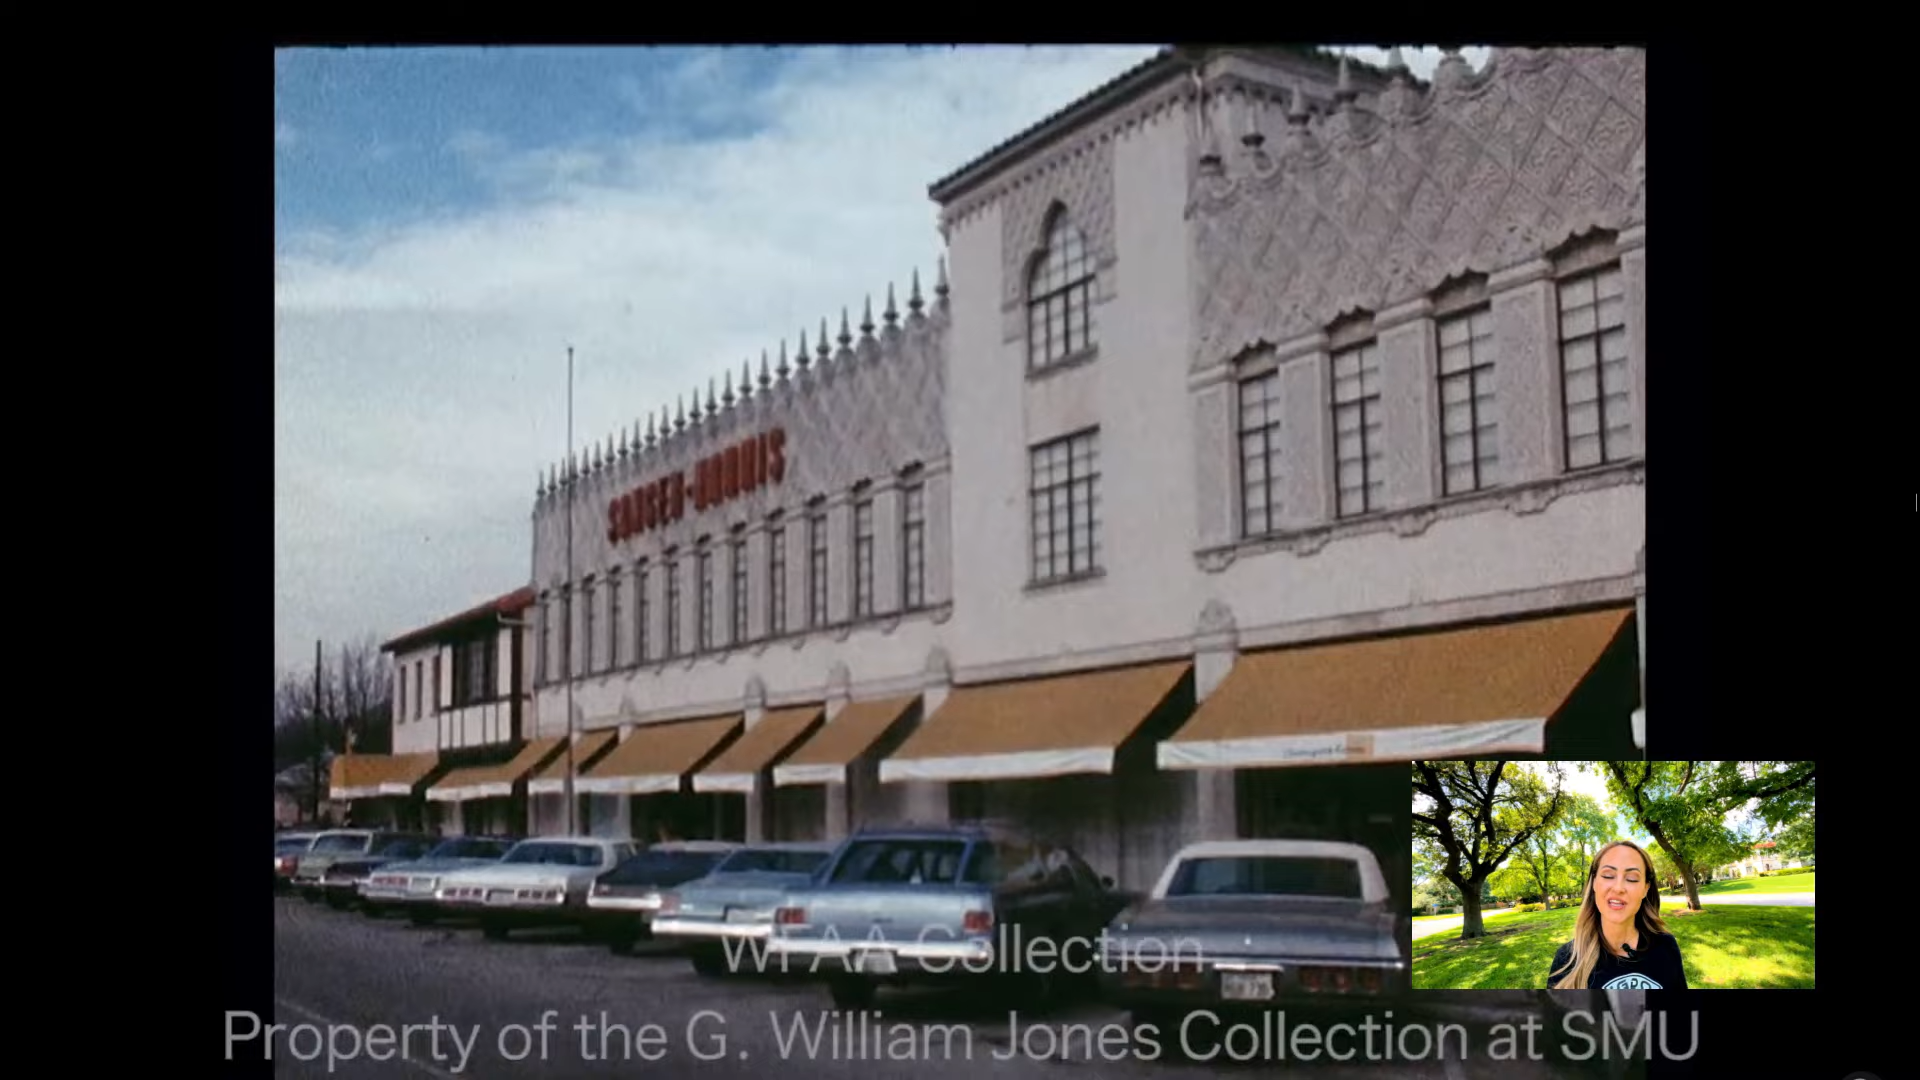 SANGER-HARRIS
WFAA Collection
Property of the G. William Jones Collection at SMU